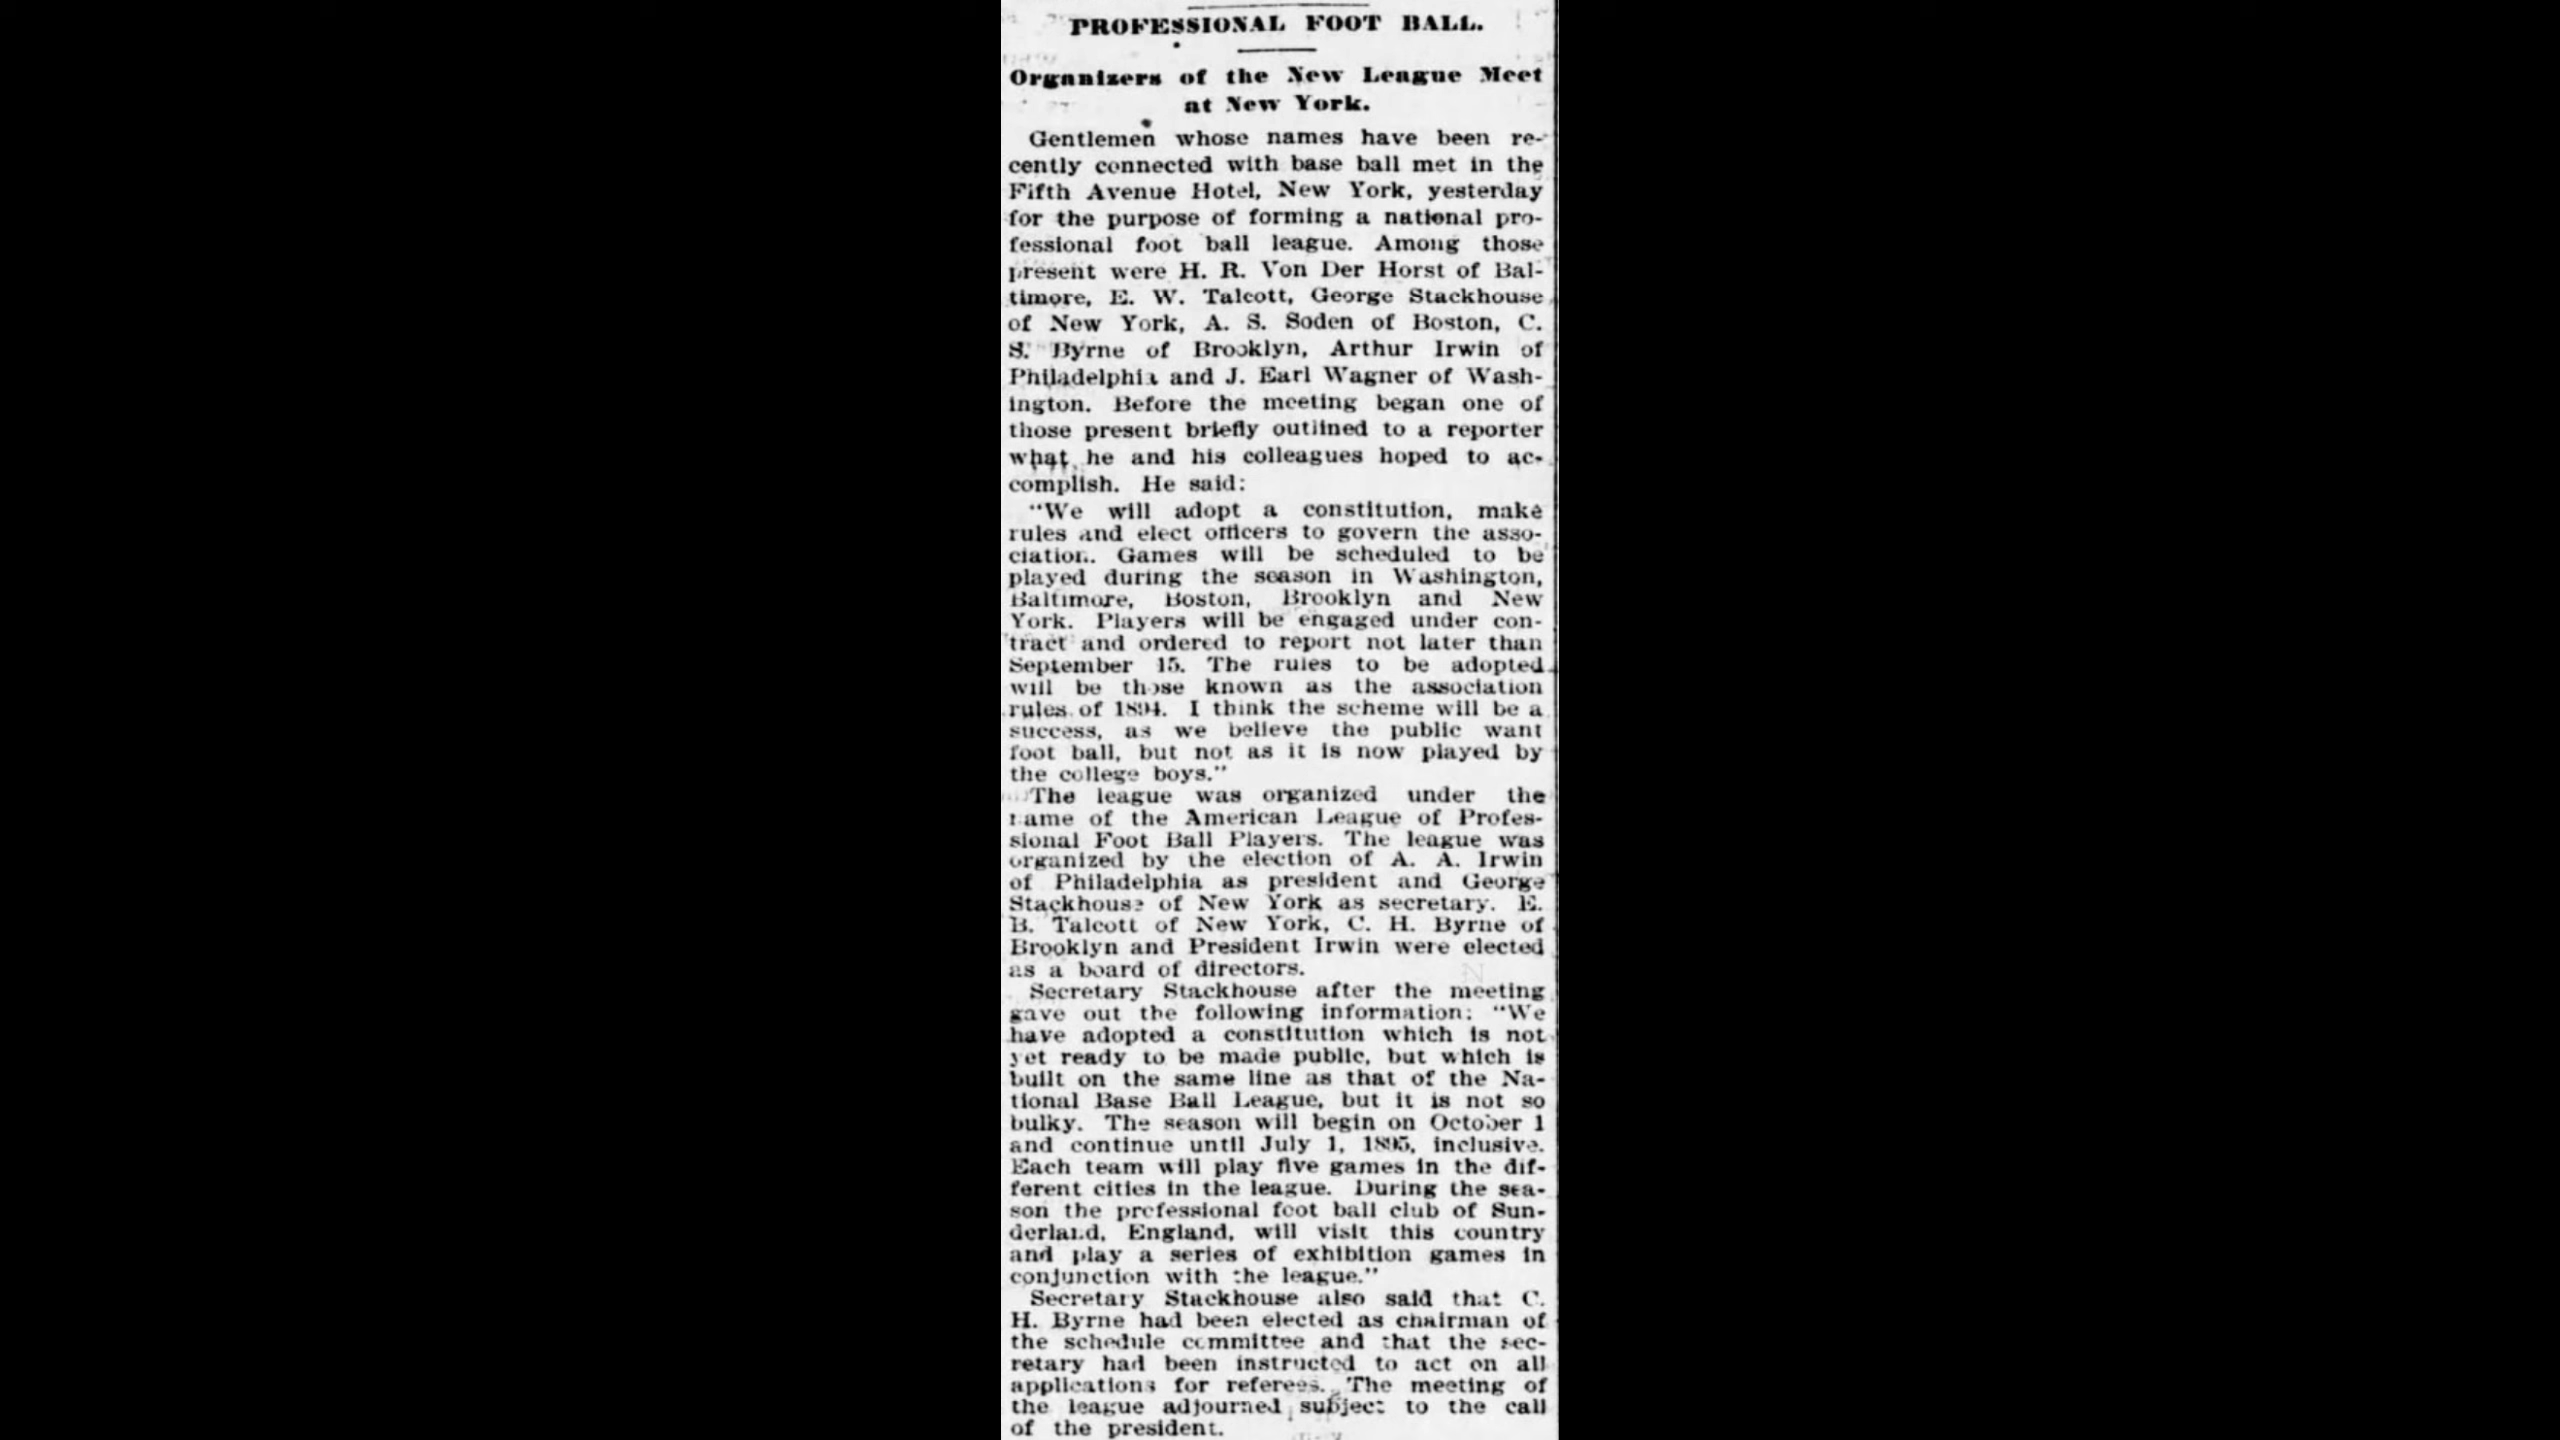 PROFESSIONAL FOOT BALL.
Organizers of the New League Meet
at New York.
Gentlemen whose names have been re-
cently connected with base ball met in the
Fifth Avenue Hotel, New York, yesterday
for the purpose of forming a national pro-
fessional foot ball league. Among those
present were H. R. Von Der Horst of Bal-
timore, E. W. Talcott, George Stackhouse
of New York, A. S. Soden of Boston, C.
S. Byrne of Brooklyn, Arthur Irwin of
Philadelphia and J. Earl Wagner of Wash-
ington. Before the meeting began one of
those present briefly outlined to a reporter
what he and his colleagues hoped to ac-
complish. He said:
"We will adopt a constitution, make
rules and elect officers to govern the asso-
ciation. Games will be scheduled to be
played during the season in Washington,
Baltimore, Boston, Brooklyn and New
York. Players will be engaged under con-
tract and ordered to report not later than
September 15. The rules to be adopted
will be those known as the association
rules of 1894. I think the scheme will be a
success, as we believe the public want
foot ball, but not as it is now played by
the college boys."
The league was organized under the
name of the American League of Profes-
sional Foot Ball Players. The league was
organized by the election of A. A. Irwin
of Philadelphia as president and George
Stackhouse of New York as secretary. E.
B. Talcott of New York, C. H. Byrne of
Brooklyn and President Irwin were elected
as a board of directors.
Secretary Stackhouse after the meeting
gave out the following information: "We
have adopted a constitution which is not
yet ready to be made public, but which is
built on the same line as that of the Na-
tional Base Ball League, but it is not so
bulky. The season will begin on October 1
and continue until July 1, 1895, inclusive.
Each team will play five games in the dif-
ferent cities in the league. During the sea-
son the professional foot ball club of Sun-
derland, England, will visit this country
and play a series of exhibition games in
conjunction with the league."
Secretary Stackhouse also said that C.
H. Byrne had been elected as chairman of
the schedule committee and that the sec-
retary had been instructed to act on all
applications for referees. The meeting of
the league adjourned subject to the call
of the president.